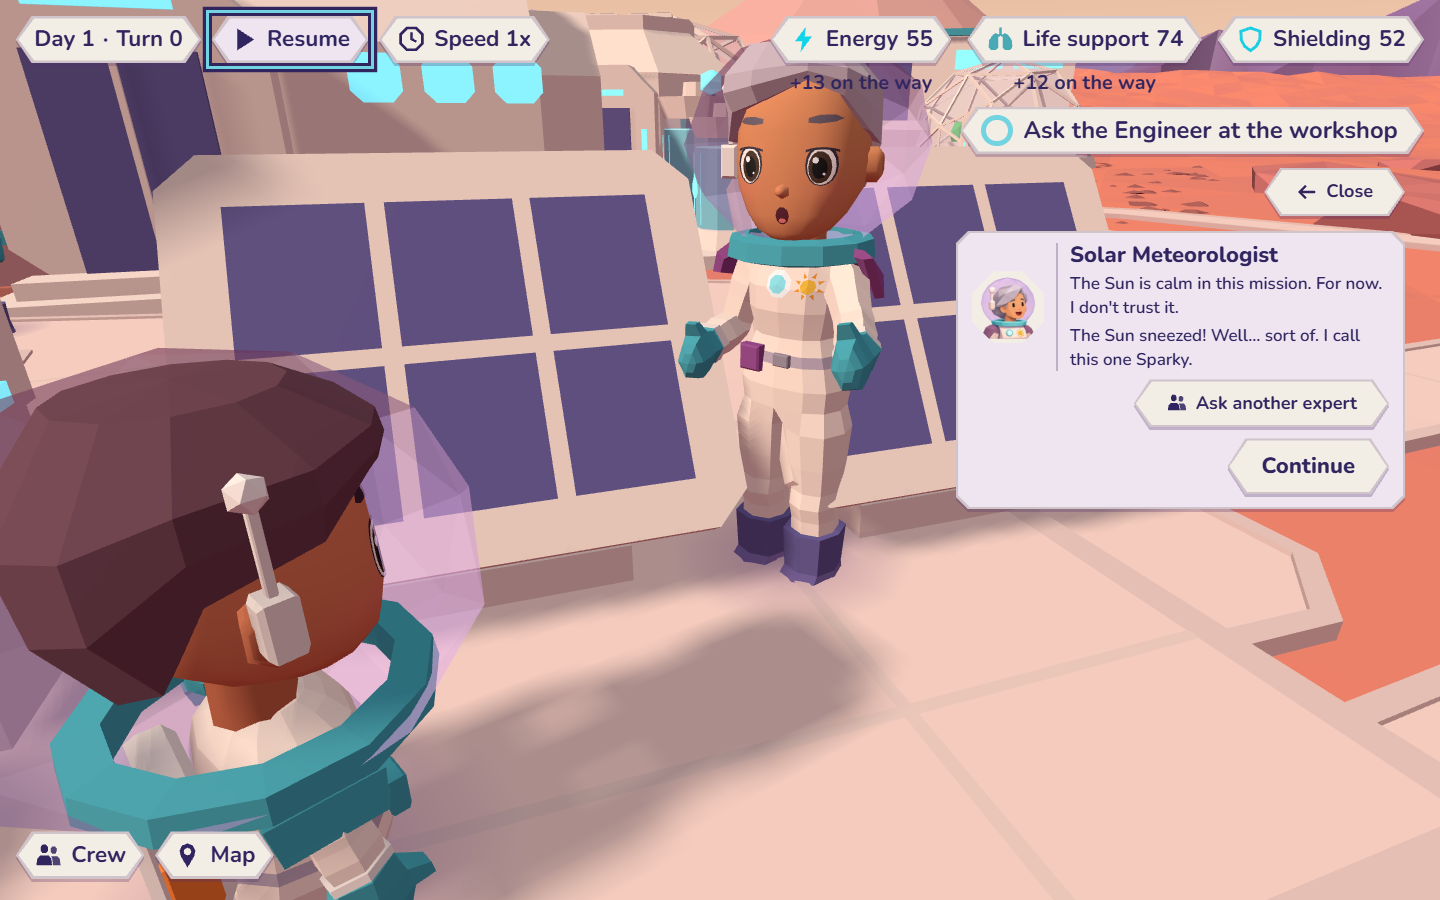 Day 1 · Turn 0
Resume
Speed 1x
Energy 55
Life support 74
Shielding 52
+13 on the way
+12 on the way
Ask the Engineer at the workshop
Close
Solar Meteorologist
The Sun is calm in this mission. For now.
I don't trust it.
The Sun sneezed! Well... sort of. I call
this one Sparky.
Ask another expert
Continue
Crew
Map